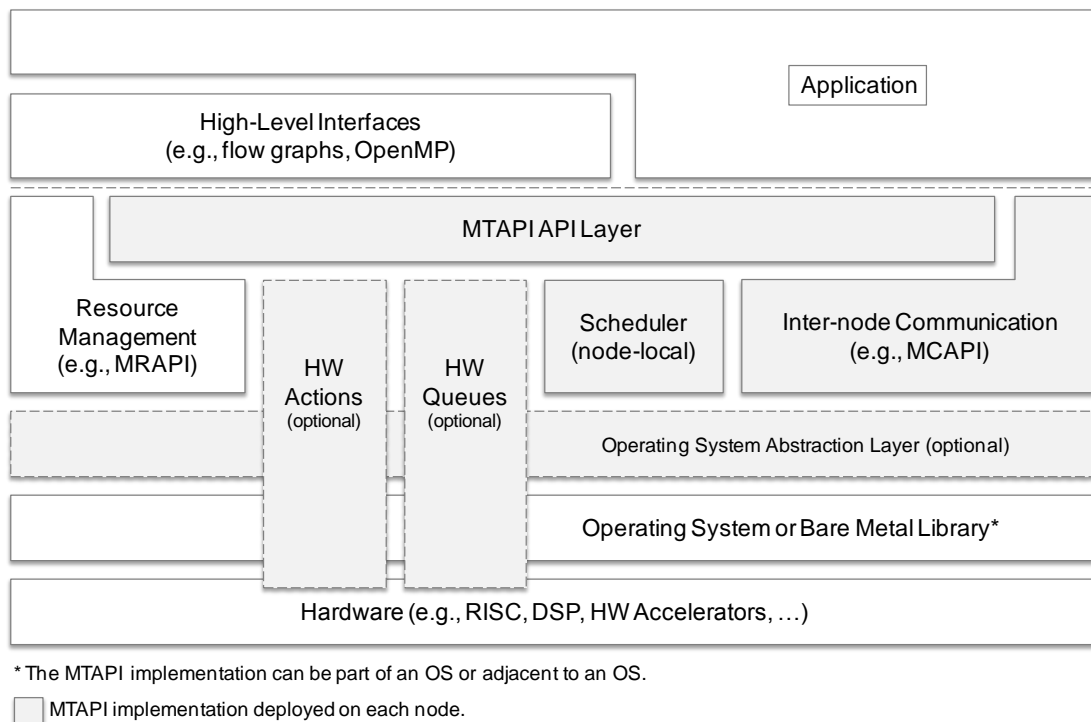 Application
High-Level Interfaces
(e.g., flow graphs, OpenMP)
MTAPI API Layer
Resource
Management
(e.g., MRAPI)
HW
Actions
(optional)
HW
Queues
(optional)
Scheduler
(node-local)
Inter-node Communication
(e.g., MCAPI)
Operating System Abstraction Layer (optional)
Operating System or Bare Metal Library*
Hardware (e.g., RISC, DSP, HW Accelerators, …)
* The MTAPI implementation can be part of an OS or adjacent to an OS.
MTAPI implementation deployed on each node.